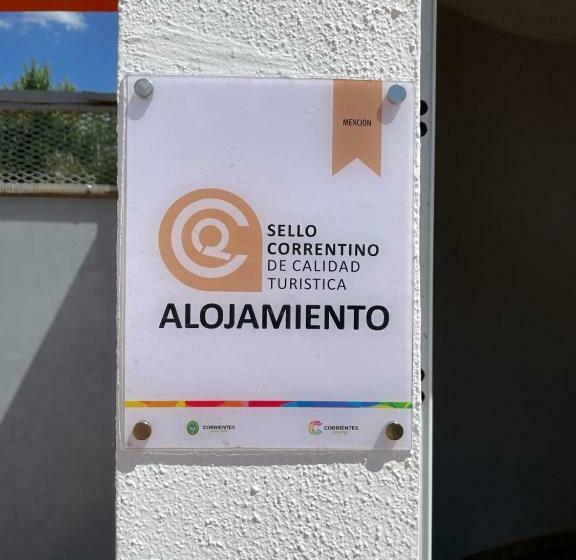 MENCIÓN
SELLO
CORRENTINO
DE CALIDAD
TURISTICA
ALOJAMIENTO
CORRIENTES
CORRIENTES